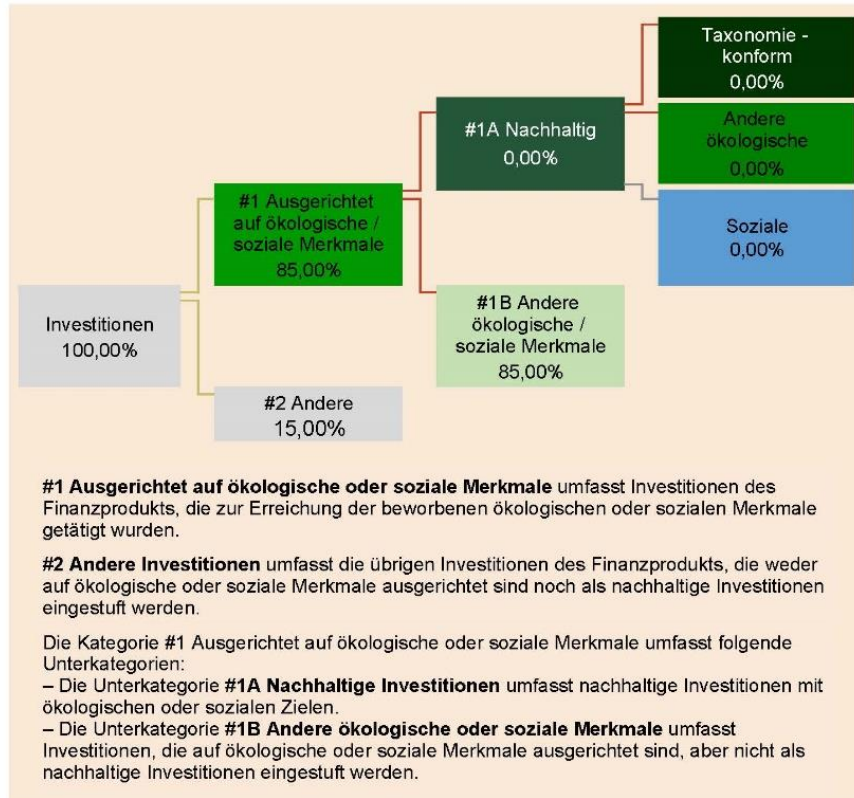 Taxonomie -
konform
0,00%
#1A Nachhaltig
0,00%
Andere
ökologische
0,00%
#1 Ausgerichtet
auf ökologische /
soziale Merkmale
85,00%
Soziale
0,00%
Investitionen
100,00%
#1B Andere
ökologische /
soziale Merkmale
85,00%
#2 Andere
15,00%
#1 Ausgerichtet auf ökologische oder soziale Merkmale umfasst Investitionen des
Finanzprodukts, die zur Erreichung der beworbenen ökologischen oder sozialen Merkmale
getätigt wurden.
#2 Andere Investitionen umfasst die übrigen Investitionen des Finanzprodukts, die weder
auf ökologische oder soziale Merkmale ausgerichtet sind noch als nachhaltige Investitionen
eingestuft werden.
Die Kategorie #1 Ausgerichtet auf ökologische oder soziale Merkmale umfasst folgende
Unterkategorien:
– Die Unterkategorie #1A Nachhaltige Investitionen umfasst nachhaltige Investitionen mit
ökologischen oder sozialen Zielen.
– Die Unterkategorie #1B Andere ökologische oder soziale Merkmale umfasst
Investitionen, die auf ökologische oder soziale Merkmale ausgerichtet sind, aber nicht als
nachhaltige Investitionen eingestuft werden.